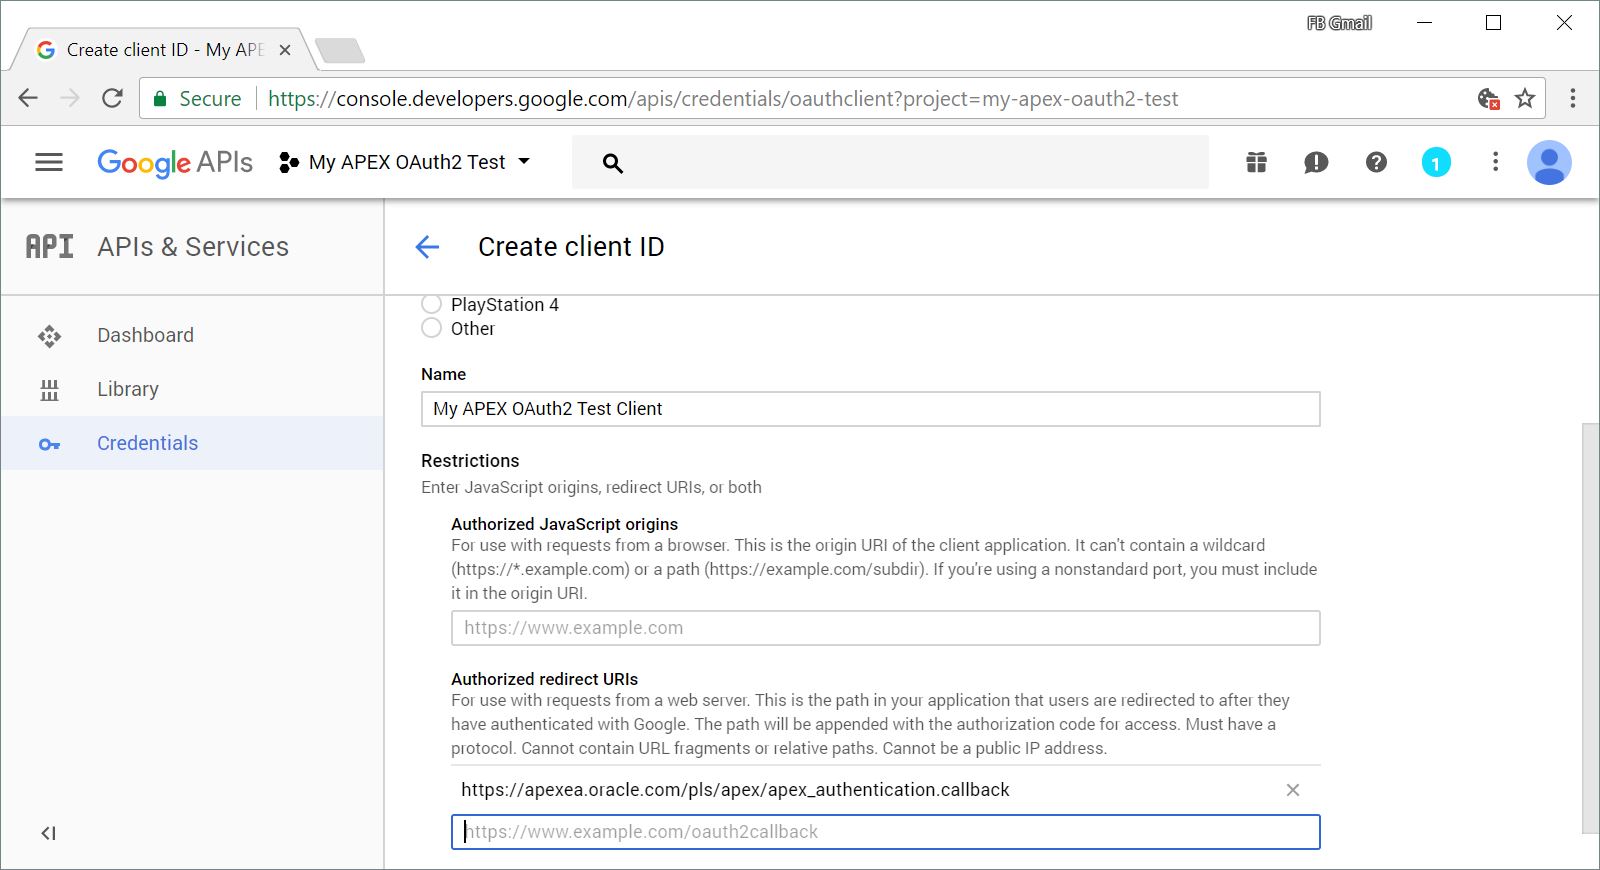 FB Gmail
Create client ID - My APE
Secure
https://console.developers.google.com/apis/credentials/oauthclient?project=my-apex-oauth2-test
Google APIs
My APEX OAuth2 Test
1
API APIs & Services
Create client ID
Dashboard
Library
Credentials
PlayStation 4
Other
Name
My APEX OAuth2 Test Client
Restrictions
Enter JavaScript origins, redirect URIs, or both
Authorized JavaScript origins
For use with requests from a browser. This is the origin URI of the client application. It can't contain a wildcard
(https://*.example.com) or a path (https://example.com/subdir). If you're using a nonstandard port, you must include
it in the origin URI.
https://www.example.com
Authorized redirect URIs
For use with requests from a web server. This is the path in your application that users are redirected to after they
have authenticated with Google. The path will be appended with the authorization code for access. Must have a
protocol. Cannot contain URL fragments or relative paths. Cannot be a public IP address.
https://apexea.oracle.com/pls/apex/apex_authentication.callback
https://www.example.com/oauth2callback